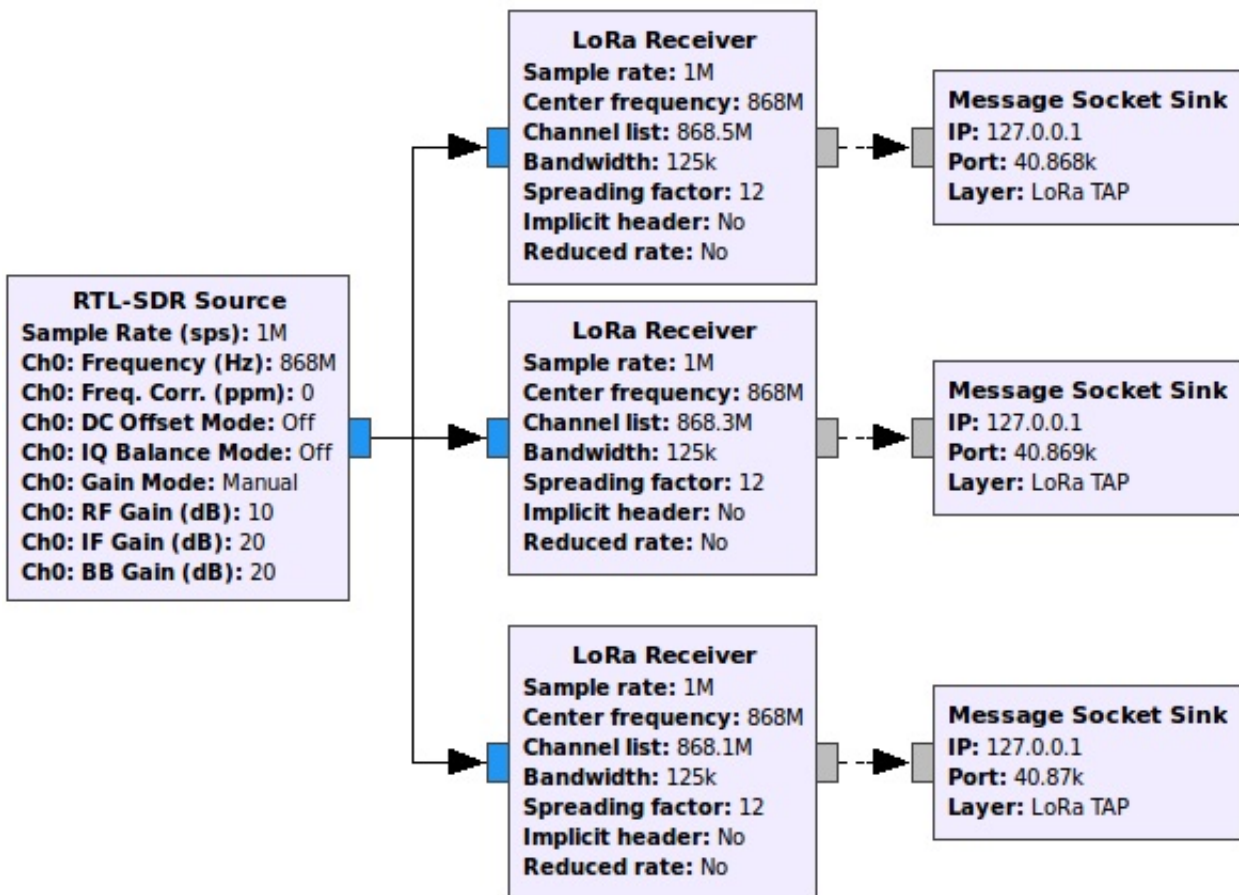 RTL-SDR Source
Sample Rate (sps): 1M
Ch0: Frequency (Hz): 868M
Ch0: Freq. Corr. (ppm): 0
Ch0: DC Offset Mode: Off
Ch0: IQ Balance Mode: Off
Ch0: Gain Mode: Manual
Ch0: RF Gain (dB): 10
Ch0: IF Gain (dB): 20
Ch0: BB Gain (dB): 20
LoRa Receiver
Sample rate: 1M
Center frequency: 868M
Channel list: 868.5M
Bandwidth: 125k
Spreading factor: 12
Implicit header: No
Reduced rate: No
Message Socket Sink
IP: 127.0.0.1
Port: 40.868k
Layer: LoRa TAP
LoRa Receiver
Sample rate: 1M
Center frequency: 868M
Channel list: 868.3M
Bandwidth: 125k
Spreading factor: 12
Implicit header: No
Reduced rate: No
Message Socket Sink
IP: 127.0.0.1
Port: 40.869k
Layer: LoRa TAP
LoRa Receiver
Sample rate: 1M
Center frequency: 868M
Channel list: 868.1M
Bandwidth: 125k
Spreading factor: 12
Implicit header: No
Reduced rate: No
Message Socket Sink
IP: 127.0.0.1
Port: 40.87k
Layer: LoRa TAP